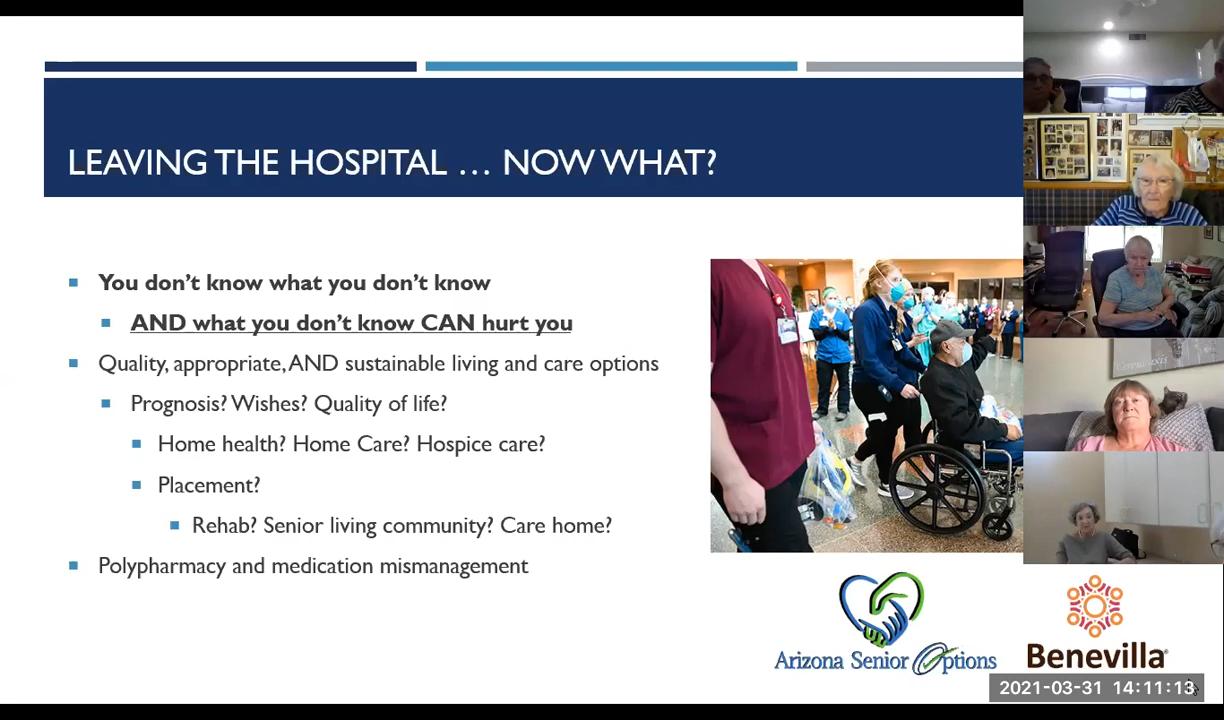 LEAVING THE HOSPITAL … NOW WHAT?
You don't know what you don't know
AND what you don't know CAN hurt you
Quality, appropriate, AND sustainable living and care options
Prognosis? Wishes? Quality of life?
Home health? Home Care? Hospice care?
Placement?
Rehab? Senior living community? Care home?
Polypharmacy and medication mismanagement
Arizona Senior Options
Benevilla
2021-03-31 14:11:13